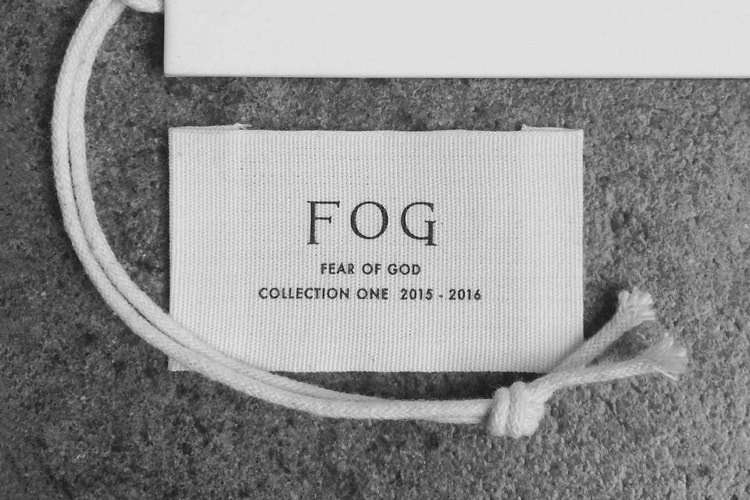 FOG
FEAR OF GOD
COLLECTION ONE 2015 - 2016